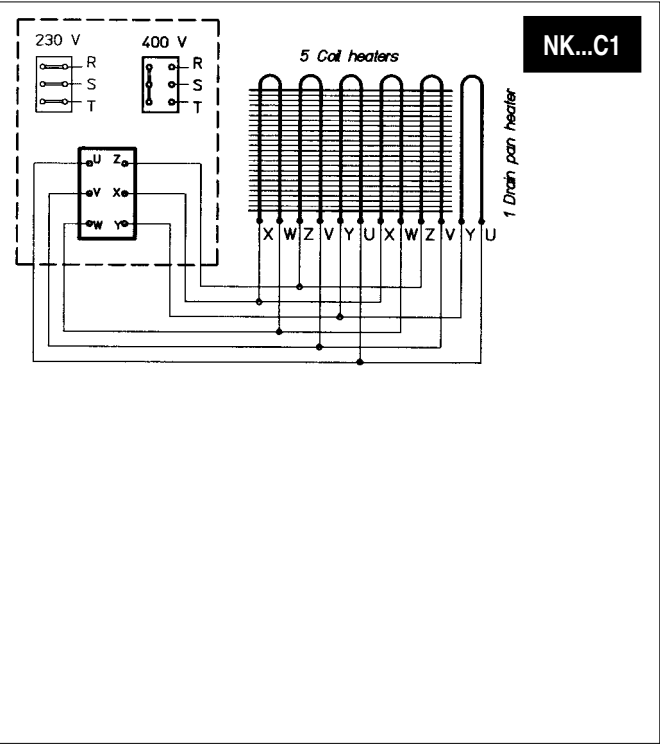 230 V
400 V
5 Coil heaters
NK...C1
R
S
T
R
S
T
1 Drain pan heater
U Z
V X
W Y
X W Z V Y U X W Z V Y U